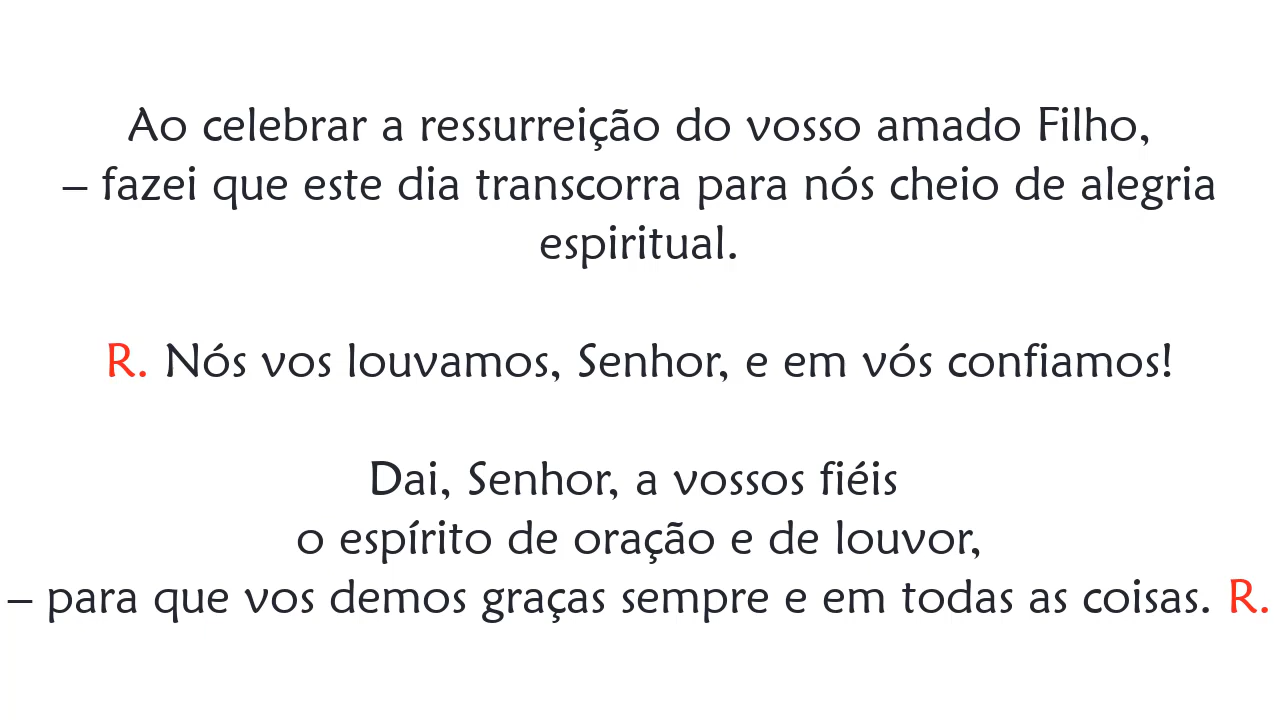 Ao celebrar a ressurreição do vosso amado Filho,
– fazei que este dia transcorra para nós cheio de alegria
espiritual.
R. Nós vos louvamos, Senhor, e em vós confiamos!
Dai, Senhor, a vossos fiéis
o espírito de oração e de louvor,
– para que vos demos graças sempre e em todas as coisas. R.